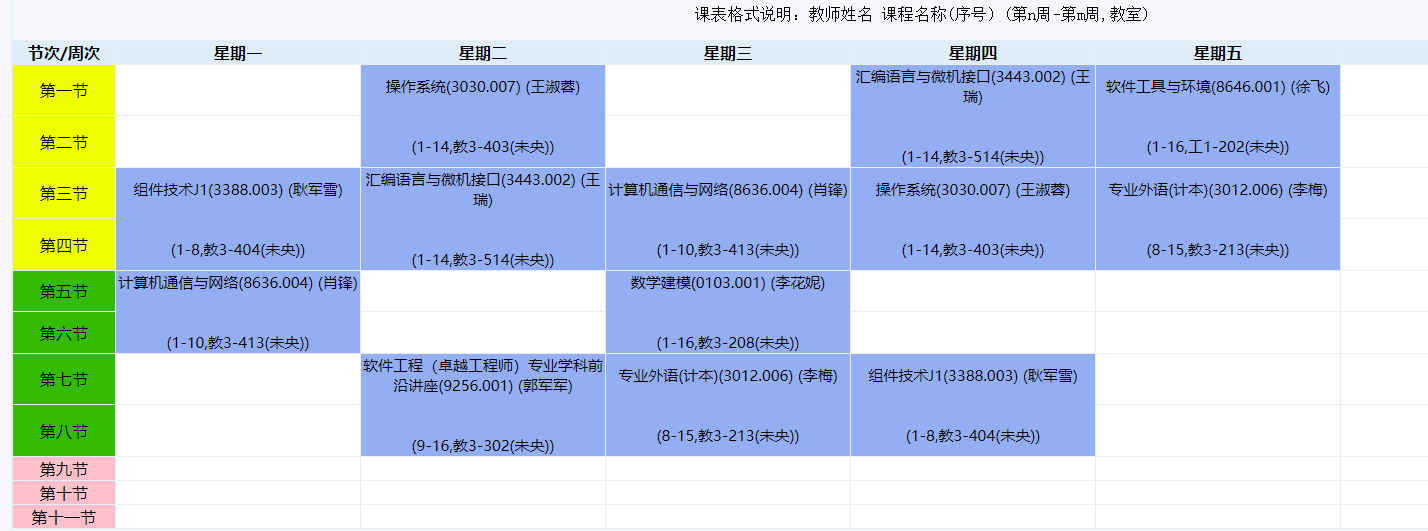 课表格式说明：教师姓名 课程名称(序号) (第n周-第m周,教室)
节次/周次 星期一 星期二 星期三 星期四 星期五
第一节
操作系统(3030.007) (王淑蓉)
(1-14,教3-403(未央))
汇编语言与微机接口(3443.002) (王
瑞)
(1-14,教3-514(未央))
软件工具与环境(8646.001) (徐飞)
(1-16,工1-202(未央))
第二节
第三节
组件技术J1(3388.003) (耿军雪)
(1-8,教3-404(未央))
汇编语言与微机接口(3443.002) (王
瑞)
(1-14,教3-514(未央))
计算机通信与网络(8636.004) (肖锋)
(1-10,教3-413(未央))
操作系统(3030.007) (王淑蓉)
(1-14,教3-403(未央))
专业外语(计本)(3012.006) (李梅)
(8-15,教3-213(未央))
第四节
第五节
计算机通信与网络(8636.004) (肖锋)
(1-10,教3-413(未央))
数学建模(0103.001) (李花妮)
(1-16,教3-208(未央))
第六节
第七节
软件工程（卓越工程师）专业学科前
沿讲座(9256.001) (郭军军)
(9-16,教3-302(未央))
专业外语(计本)(3012.006) (李梅)
(8-15,教3-213(未央))
组件技术J1(3388.003) (耿军雪)
(1-8,教3-404(未央))
第八节
第九节
第十节
第十一节